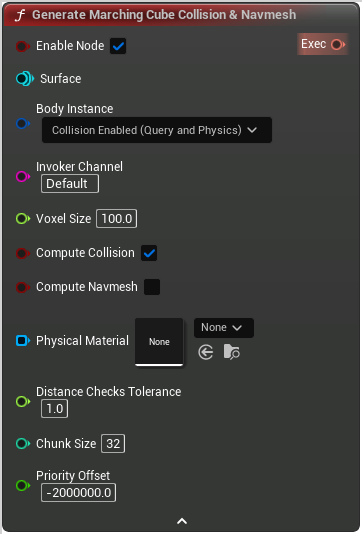 Generate Marching Cube Collision & Navmesh
Enable Node
Exec
Surface
Body Instance
Collision Enabled (Query and Physics)
Invoker Channel
Default
Voxel Size 100.0
Compute Collision
Compute Navmesh
Physical Material
None
None
Distance Checks Tolerance
1.0
Chunk Size 32
Priority Offset
-2000000.0